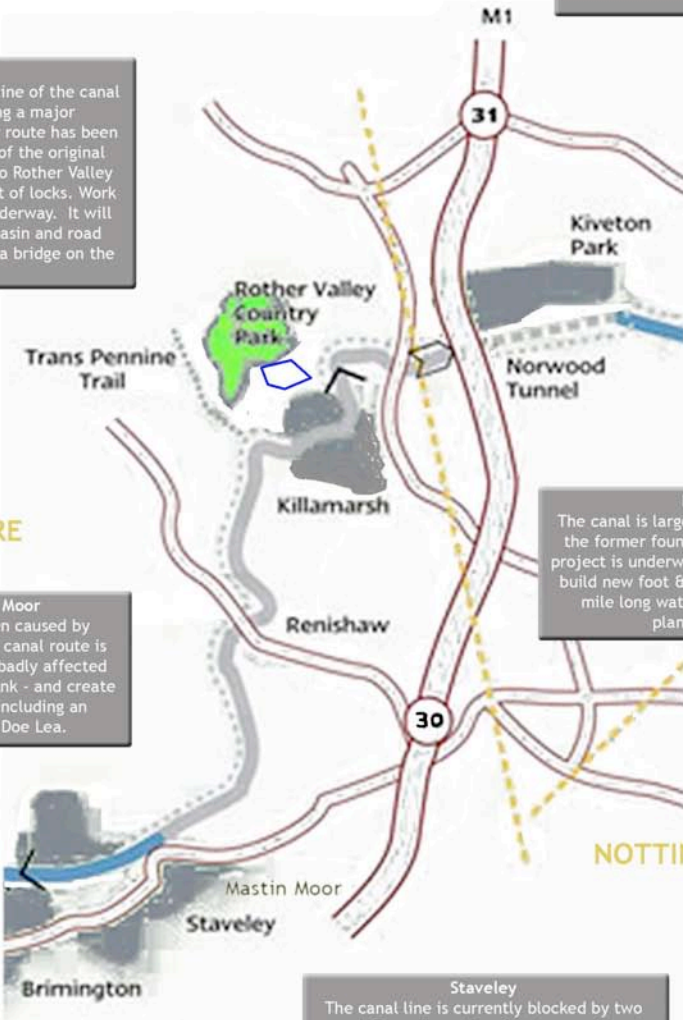 M1
ine of the canal
ng a major
route has been
of the original
o Rother Valley
t of locks. Work
derway. It will
asin and road
a bridge on the
31
Kiveton
Park
Rother Valley
Country
Park
Trans Pennine
Trail
Norwood
Tunnel
Killamarsh
RE
The canal is larg
the former foun
project is underw
build new foot &
mile long wat
plan
Moor
n caused by
canal route is
badly affected
nk - and create
ncluding an
Doe Lea.
Renishaw
30
NOTTI
Mastin Moor
Staveley
Brimington
Staveley
The canal line is currently blocked by two